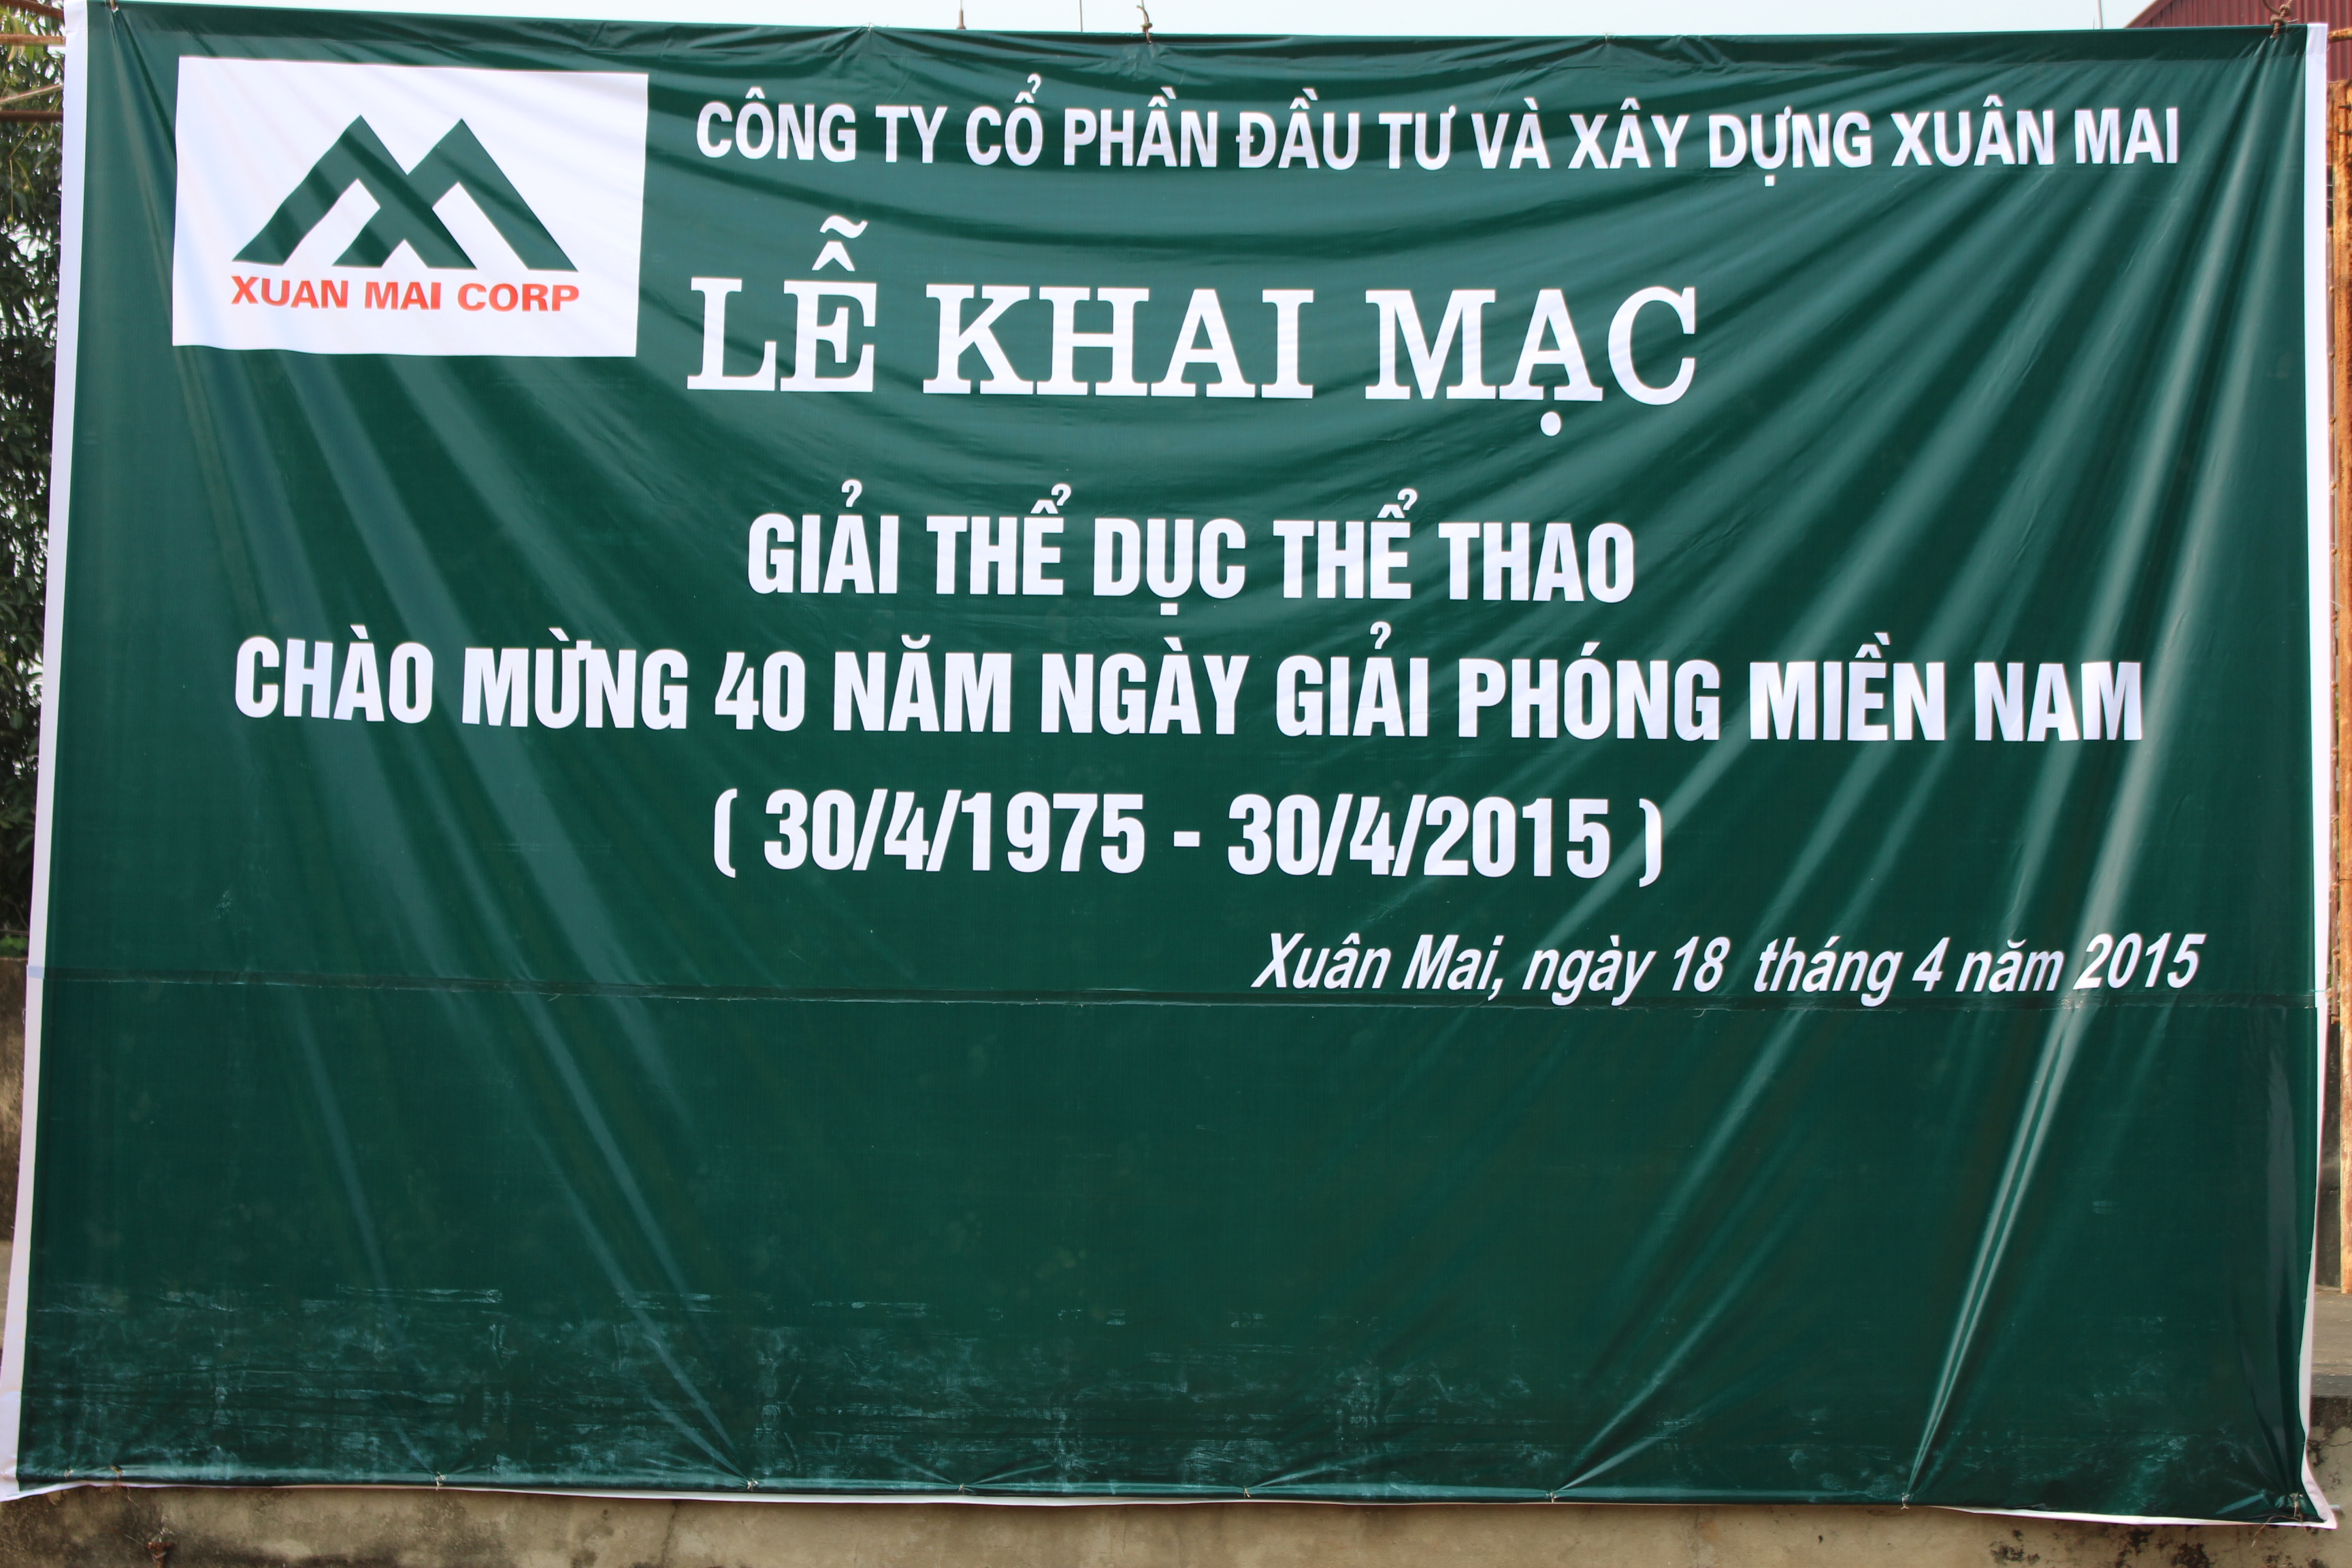 XUAN MAI CORP
CÔNG TY CỔ PHẦN ĐẦU TƯ VÀ XÂY DỰNG XUÂN MAI
LỄ KHAI MẠC
GIẢI THỂ DỤC THỂ THAO
CHÀO MỪNG 40 NĂM NGÀY GIẢI PHÓNG MIỀN NAM
( 30/4/1975 - 30/4/2015 )
Xuân Mai, ngày 18 tháng 4 năm 2015